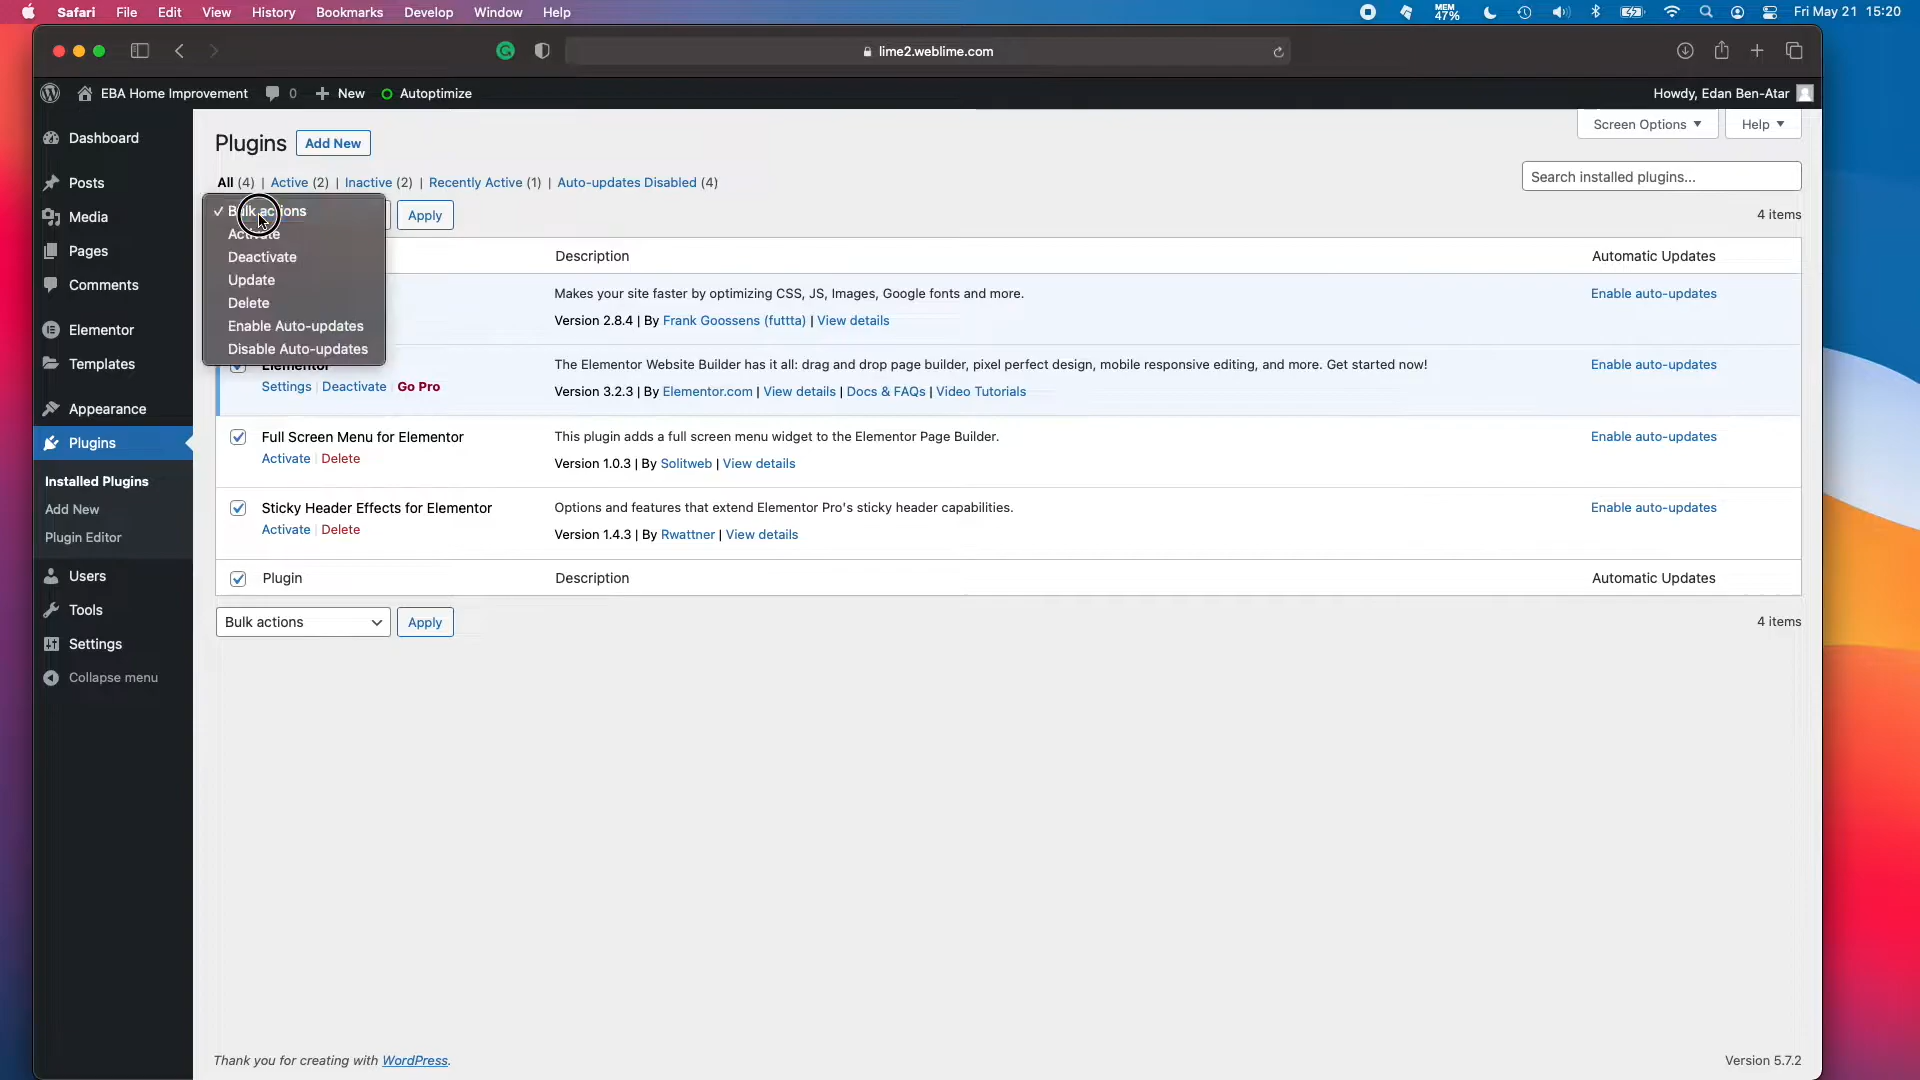 Safari File Edit View History Bookmarks Develop Window Help MEM 47% Fri May 21 15:20
lime2.weblime.com
EBA Home Improvement 0 New Autoptimize Howdy, Edan Ben-Atar
Dashboard
Posts
Media
Pages
Comments
Elementor
Templates
Appearance
Plugins
Installed Plugins
Add New
Plugin Editor
Users
Tools
Settings
Collapse menu
Plugins Add New Screen Options Help
All (4) | Active (2) | Inactive (2) | Recently Active (1) | Auto-updates Disabled (4) Search installed plugins...
Bulk actions Apply 4 items
Activate
Deactivate
Update
Delete
Enable Auto-updates
Disable Auto-updates
Description Automatic Updates
Makes your site faster by optimizing CSS, JS, Images, Google fonts and more. Enable auto-updates
Version 2.8.4 | By Frank Goossens (futtta) | View details
Elementor The Elementor Website Builder has it all: drag and drop page builder, pixel perfect design, mobile responsive editing, and more. Get started now! Enable auto-updates
Settings | Deactivate Go Pro Version 3.2.3 | By Elementor.com | View details | Docs & FAQs | Video Tutorials
Full Screen Menu for Elementor This plugin adds a full screen menu widget to the Elementor Page Builder. Enable auto-updates
Activate | Delete Version 1.0.3 | By Solitweb | View details
Sticky Header Effects for Elementor Options and features that extend Elementor Pro's sticky header capabilities. Enable auto-updates
Activate | Delete Version 1.4.3 | By Rwattner | View details
Plugin Description Automatic Updates
Bulk actions Apply 4 items
Thank you for creating with WordPress. Version 5.7.2